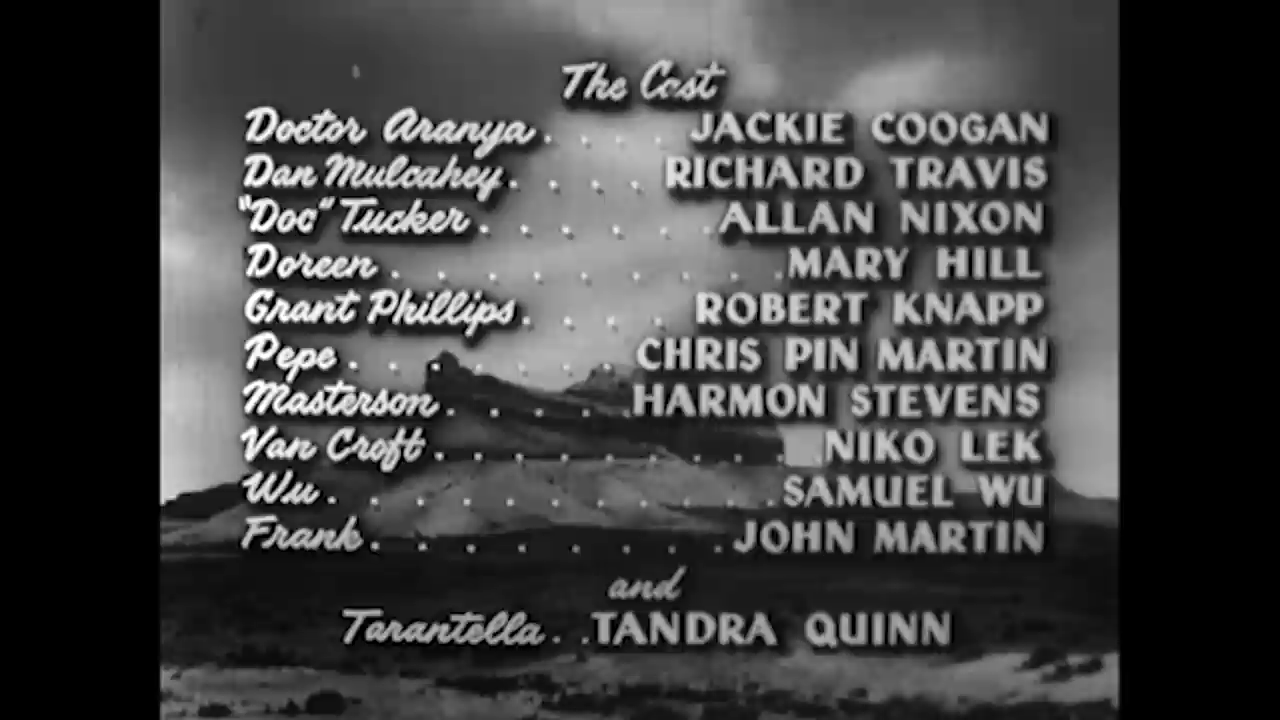 The Cast
Doctor Aranya . . . . JACKIE COOGAN
Dan Mulcahey . . . . RICHARD TRAVIS
"Doc" Tucker . . . . . . ALLAN NIXON
Doreen . . . . . . . . . MARY HILL
Grant Phillips . . . . ROBERT KNAPP
Pepe . . . . . . . CHRIS PIN MARTIN
Masterson . . . . . HARMON STEVENS
Van Croft . . . . . . . . . NIKO LEK
Wu . . . . . . . . . . . SAMUEL WU
Frank . . . . . . . . JOHN MARTIN
and
Tarantella . . TANDRA QUINN